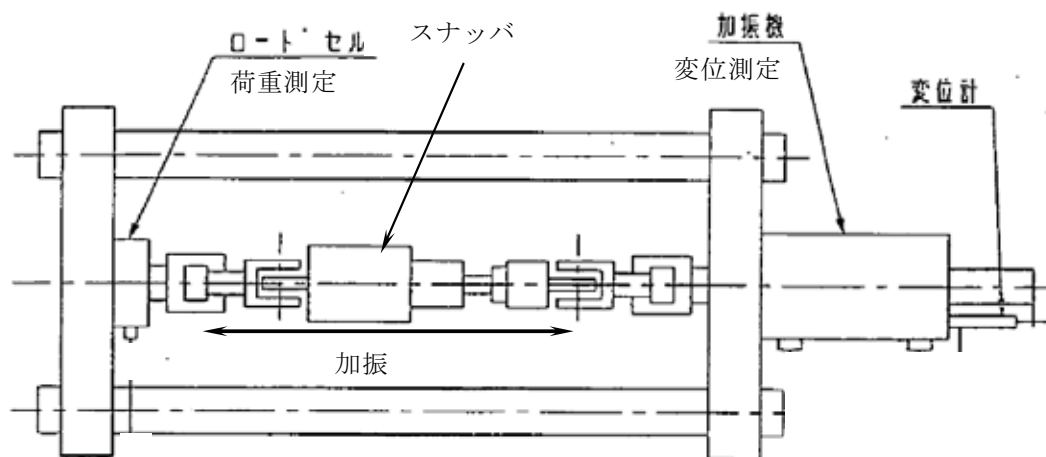 ロードセル
荷重測定
スナッバ
加振機
変位測定
変位計
加振